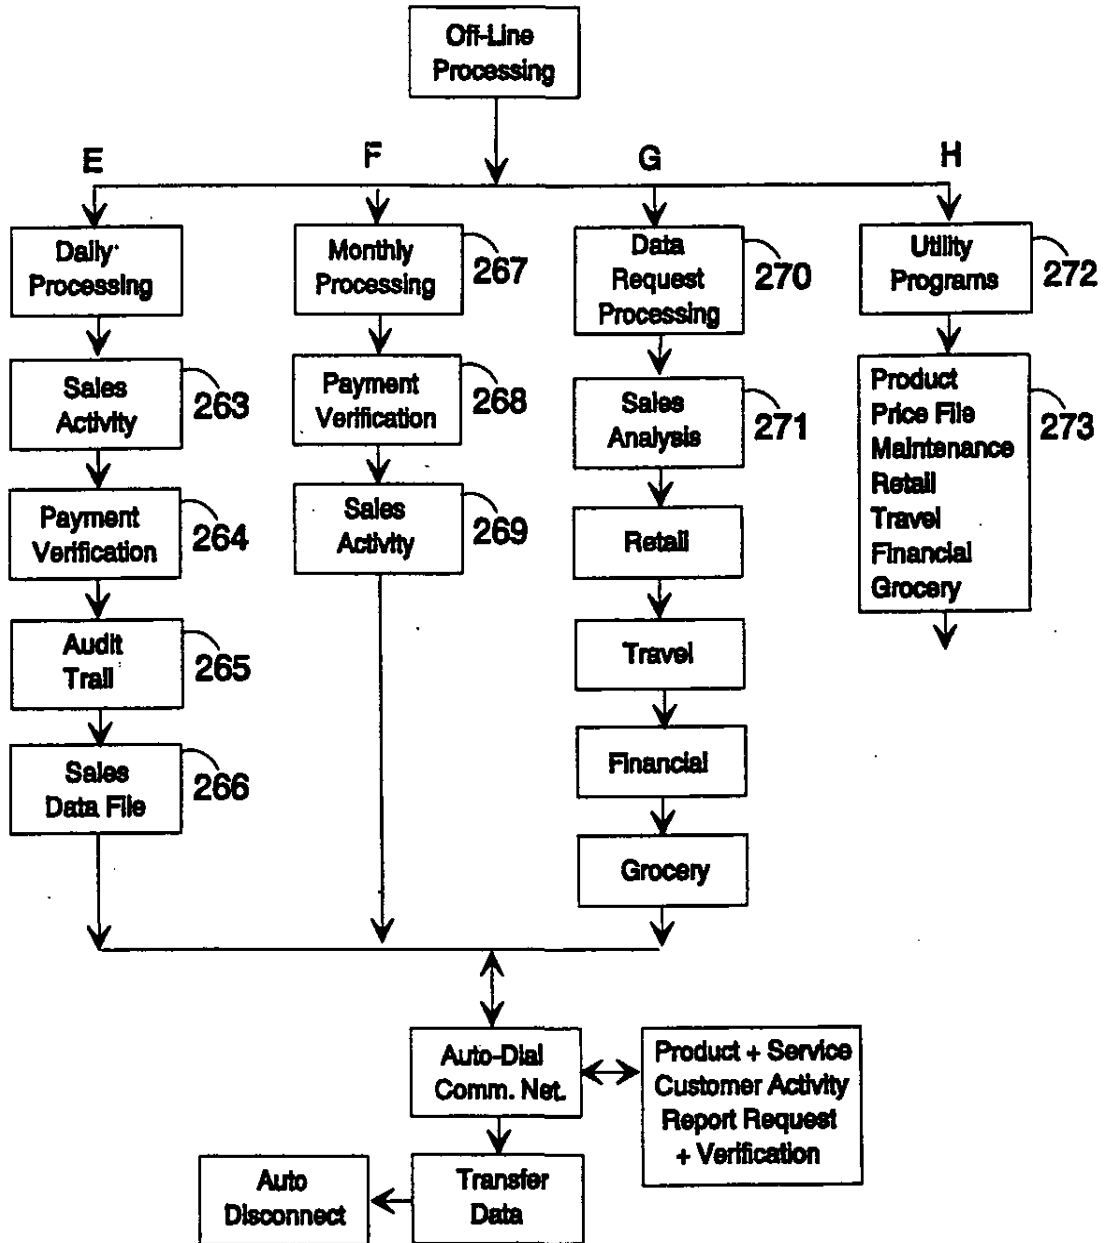 Off-Line
Processing
E
F
G
H
Daily
Processing
Monthly
Processing
267
Data
Request
Processing
270
Utility
Programs
272
Sales
Activity
263
Payment
Verification
268
Sales
Analysis
271
Product
Price File
Maintenance
Retail
Travel
Financial
Grocery
273
Payment
Verification
264
Sales
Activity
269
Retail
Audit
Trail
265
Travel
Sales
Data File
266
Financial
Grocery
Auto-Dial
Comm. Net.
Product + Service
Customer Activity
Report Request
+ Verification
Transfer
Data
Auto
Disconnect